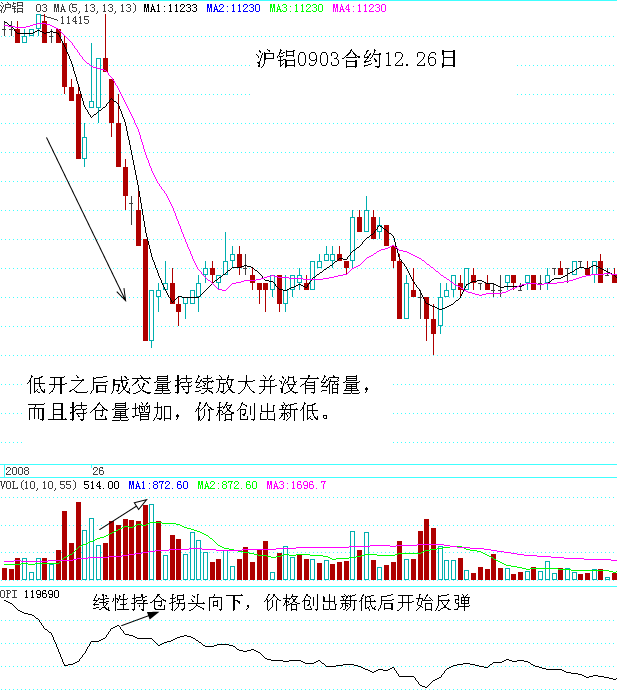 沪铝 03 MA(5,13,13,13) MA1:11233 MA2:11230 MA3:11230 MA4:11230
11415
沪铝0903合约12.26日
低开之后成交量持续放大并没有缩量，
而且持仓量增加，价格创出新低。
2008 26
VOL(10,10,55) 514.00 MA1:872.60 MA2:872.60 MA3:1696.7
OPI 119690
线性持仓拐头向下，价格创出新低后开始反弹